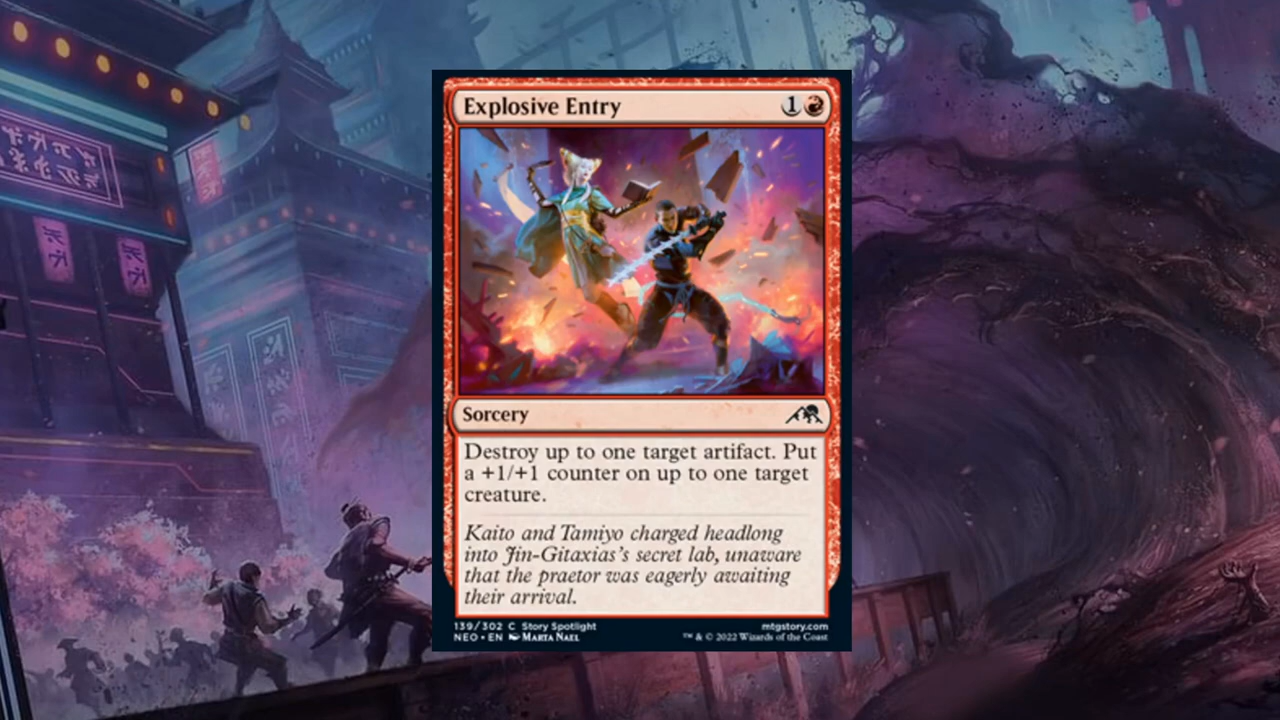 Explosive Entry 1
Sorcery
Destroy up to one target artifact. Put
a +1/+1 counter on up to one target
creature.
Kaito and Tamiyo charged headlong
into Jin-Gitaxias's secret lab, unaware
that the praetor was eagerly awaiting
their arrival.
139/302 C Story Spotlight
mtgstory.com
NEO • EN Marta Nael
™ & © 2022 Wizards of the Coast